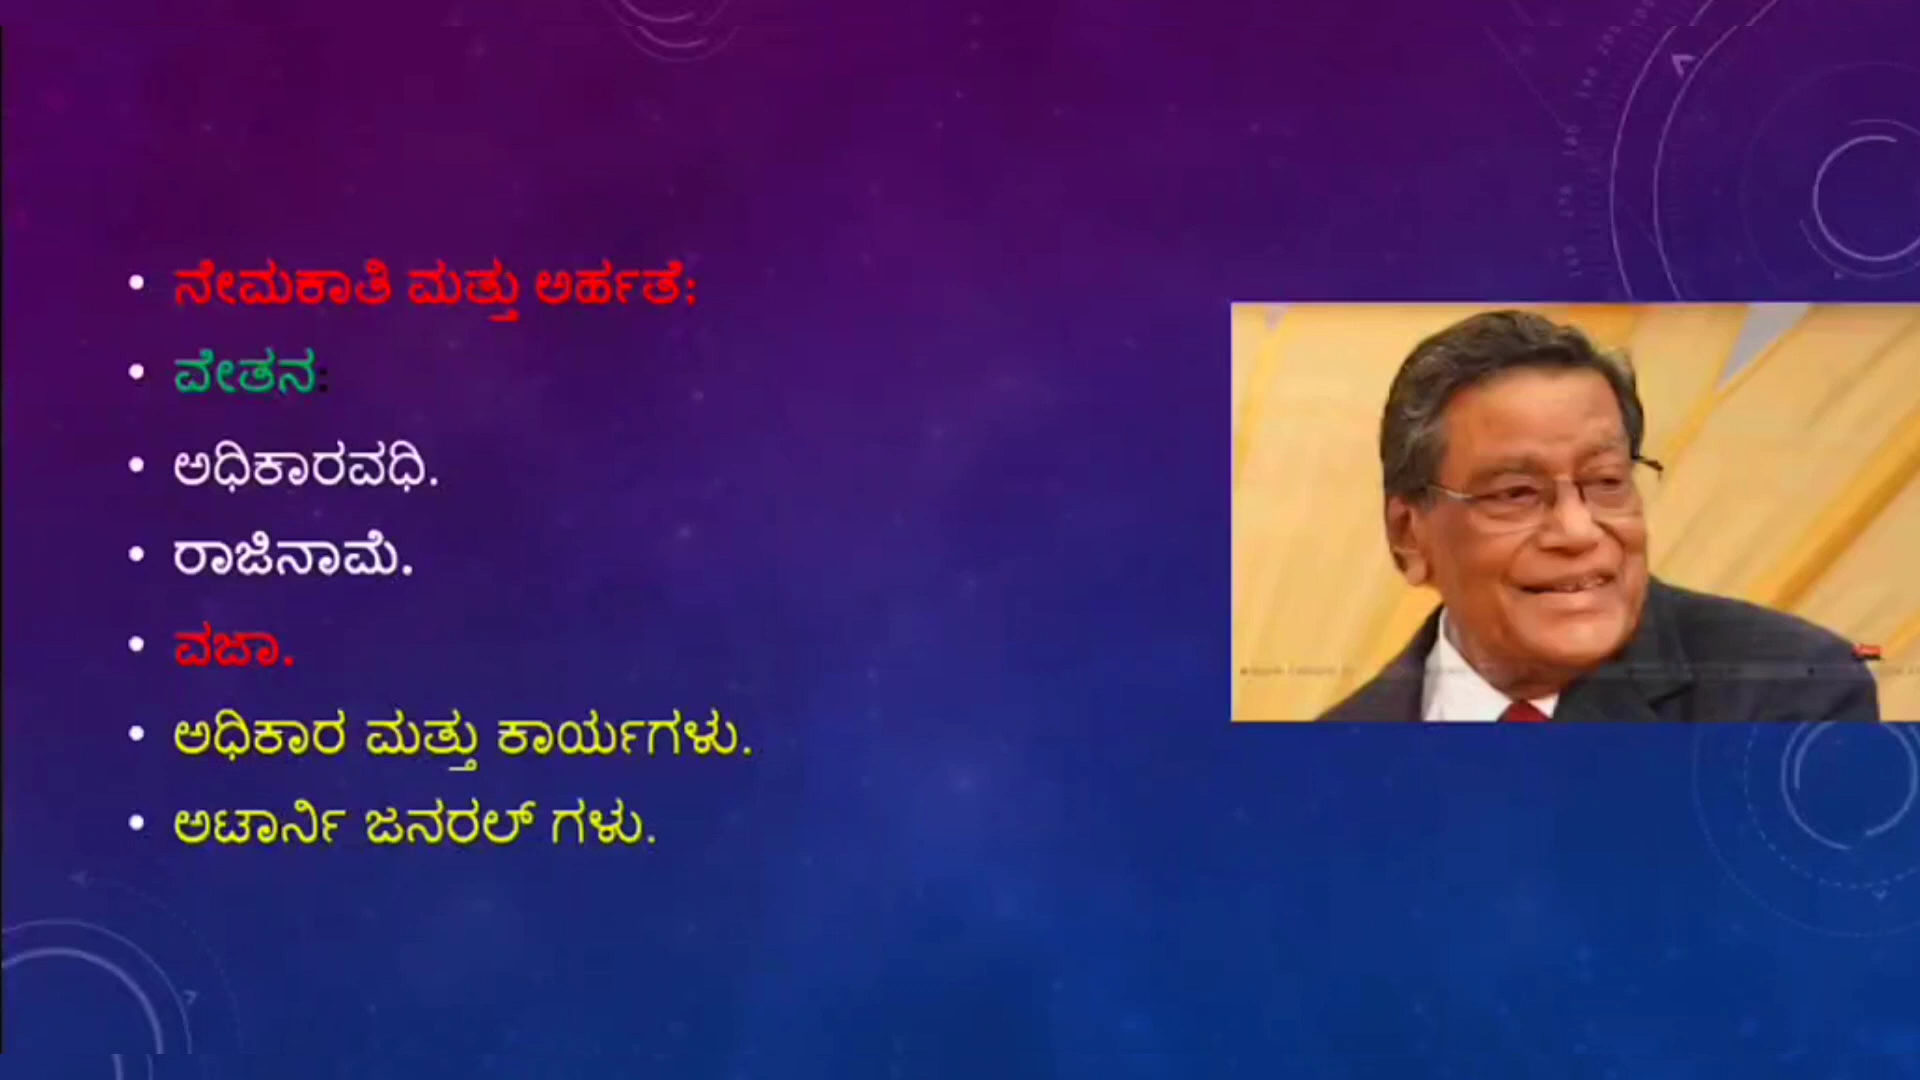 • ನೇಮಕಾತಿ ಮತ್ತು ಅರ್ಹತೆ:
• ವೇತನ:
• ಅಧಿಕಾರವಧಿ.
• ರಾಜಿನಾಮೆ.
• ವಜಾ.
• ಅಧಿಕಾರ ಮತ್ತು ಕಾರ್ಯಗಳು.
• ಅಟಾರ್ನಿ ಜನರಲ್ ಗಳು.